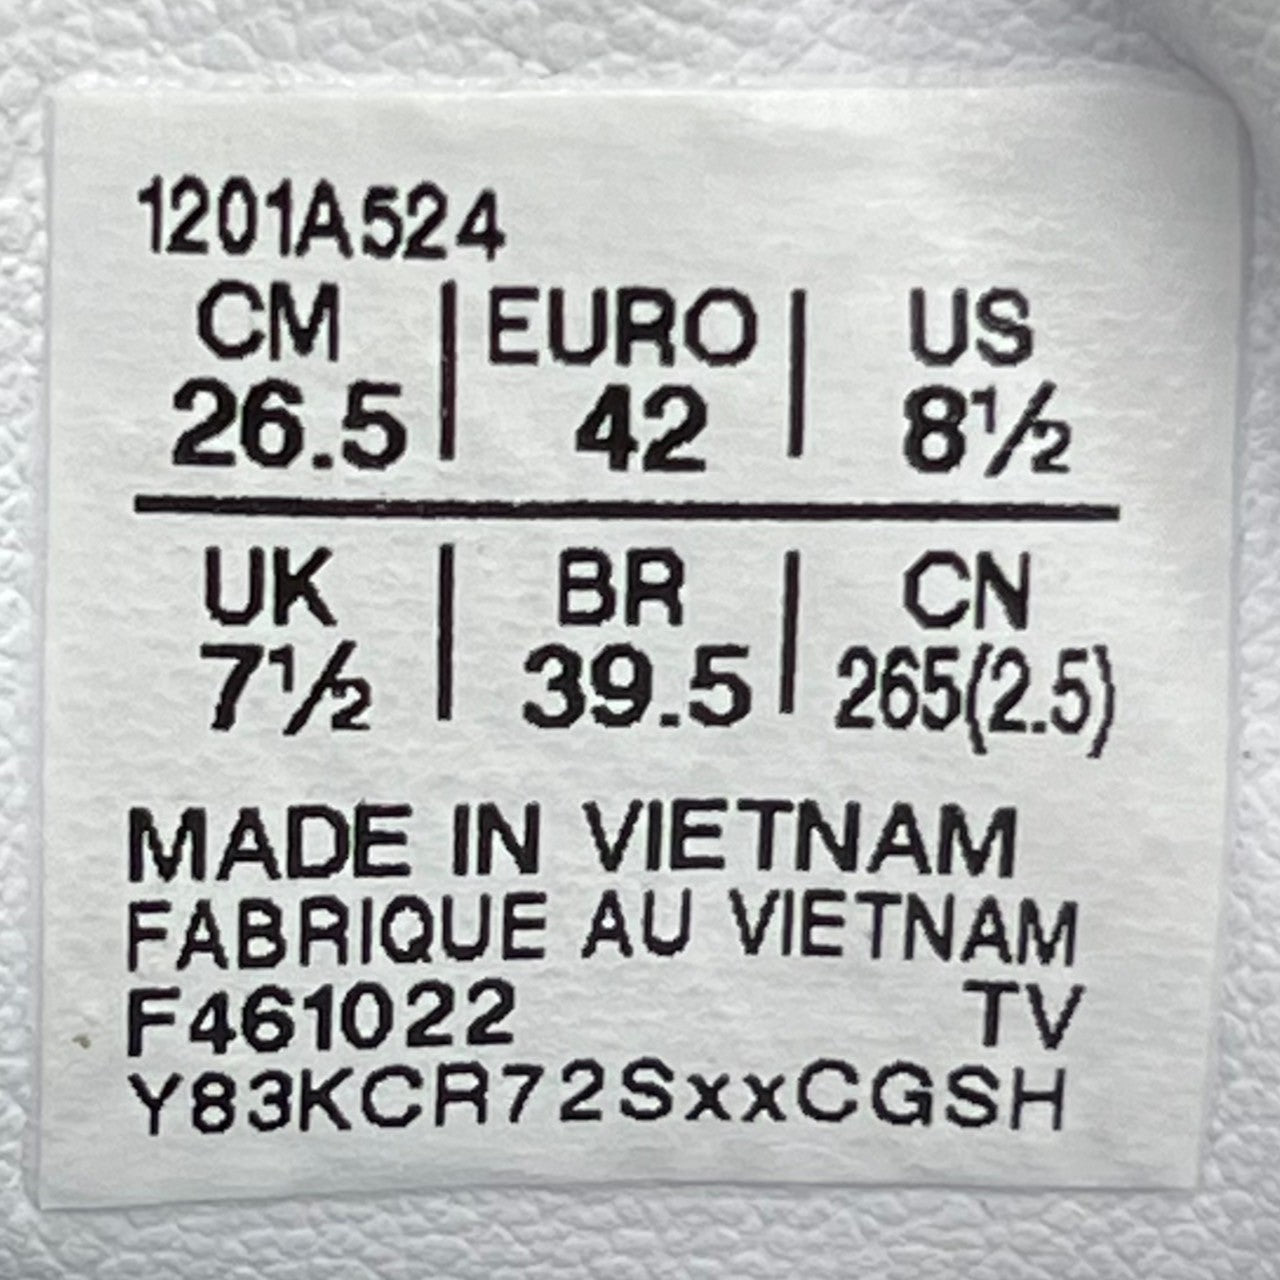 1201A524
CM | EURO | US
26.5 | 42 | 8½
UK | BR | CN
7½ | 39.5 | 265(2.5)
MADE IN VIETNAM
FABRIQUE AU VIETNAM
F461022 TV
Y83KCR72SxxCGSH